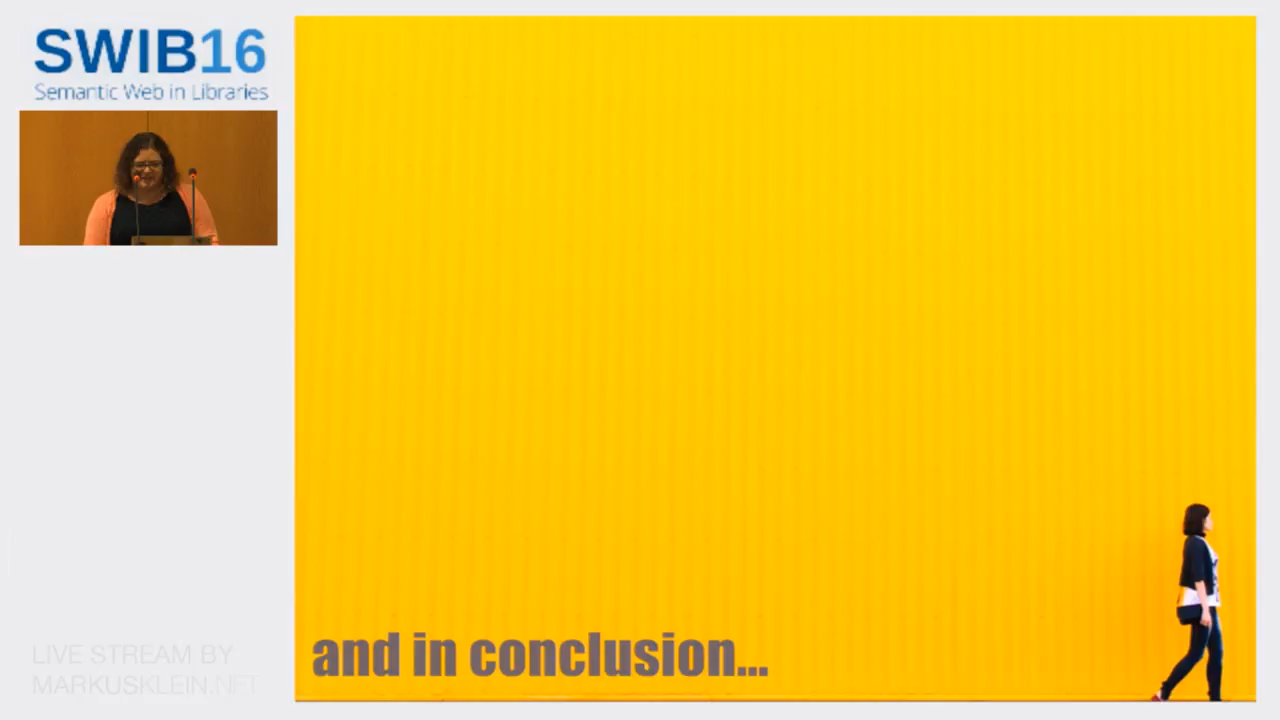 SWIB16
Semantic Web in Libraries
and in conclusion...
LIVE STREAM BY
MARKUSKLEIN.NET